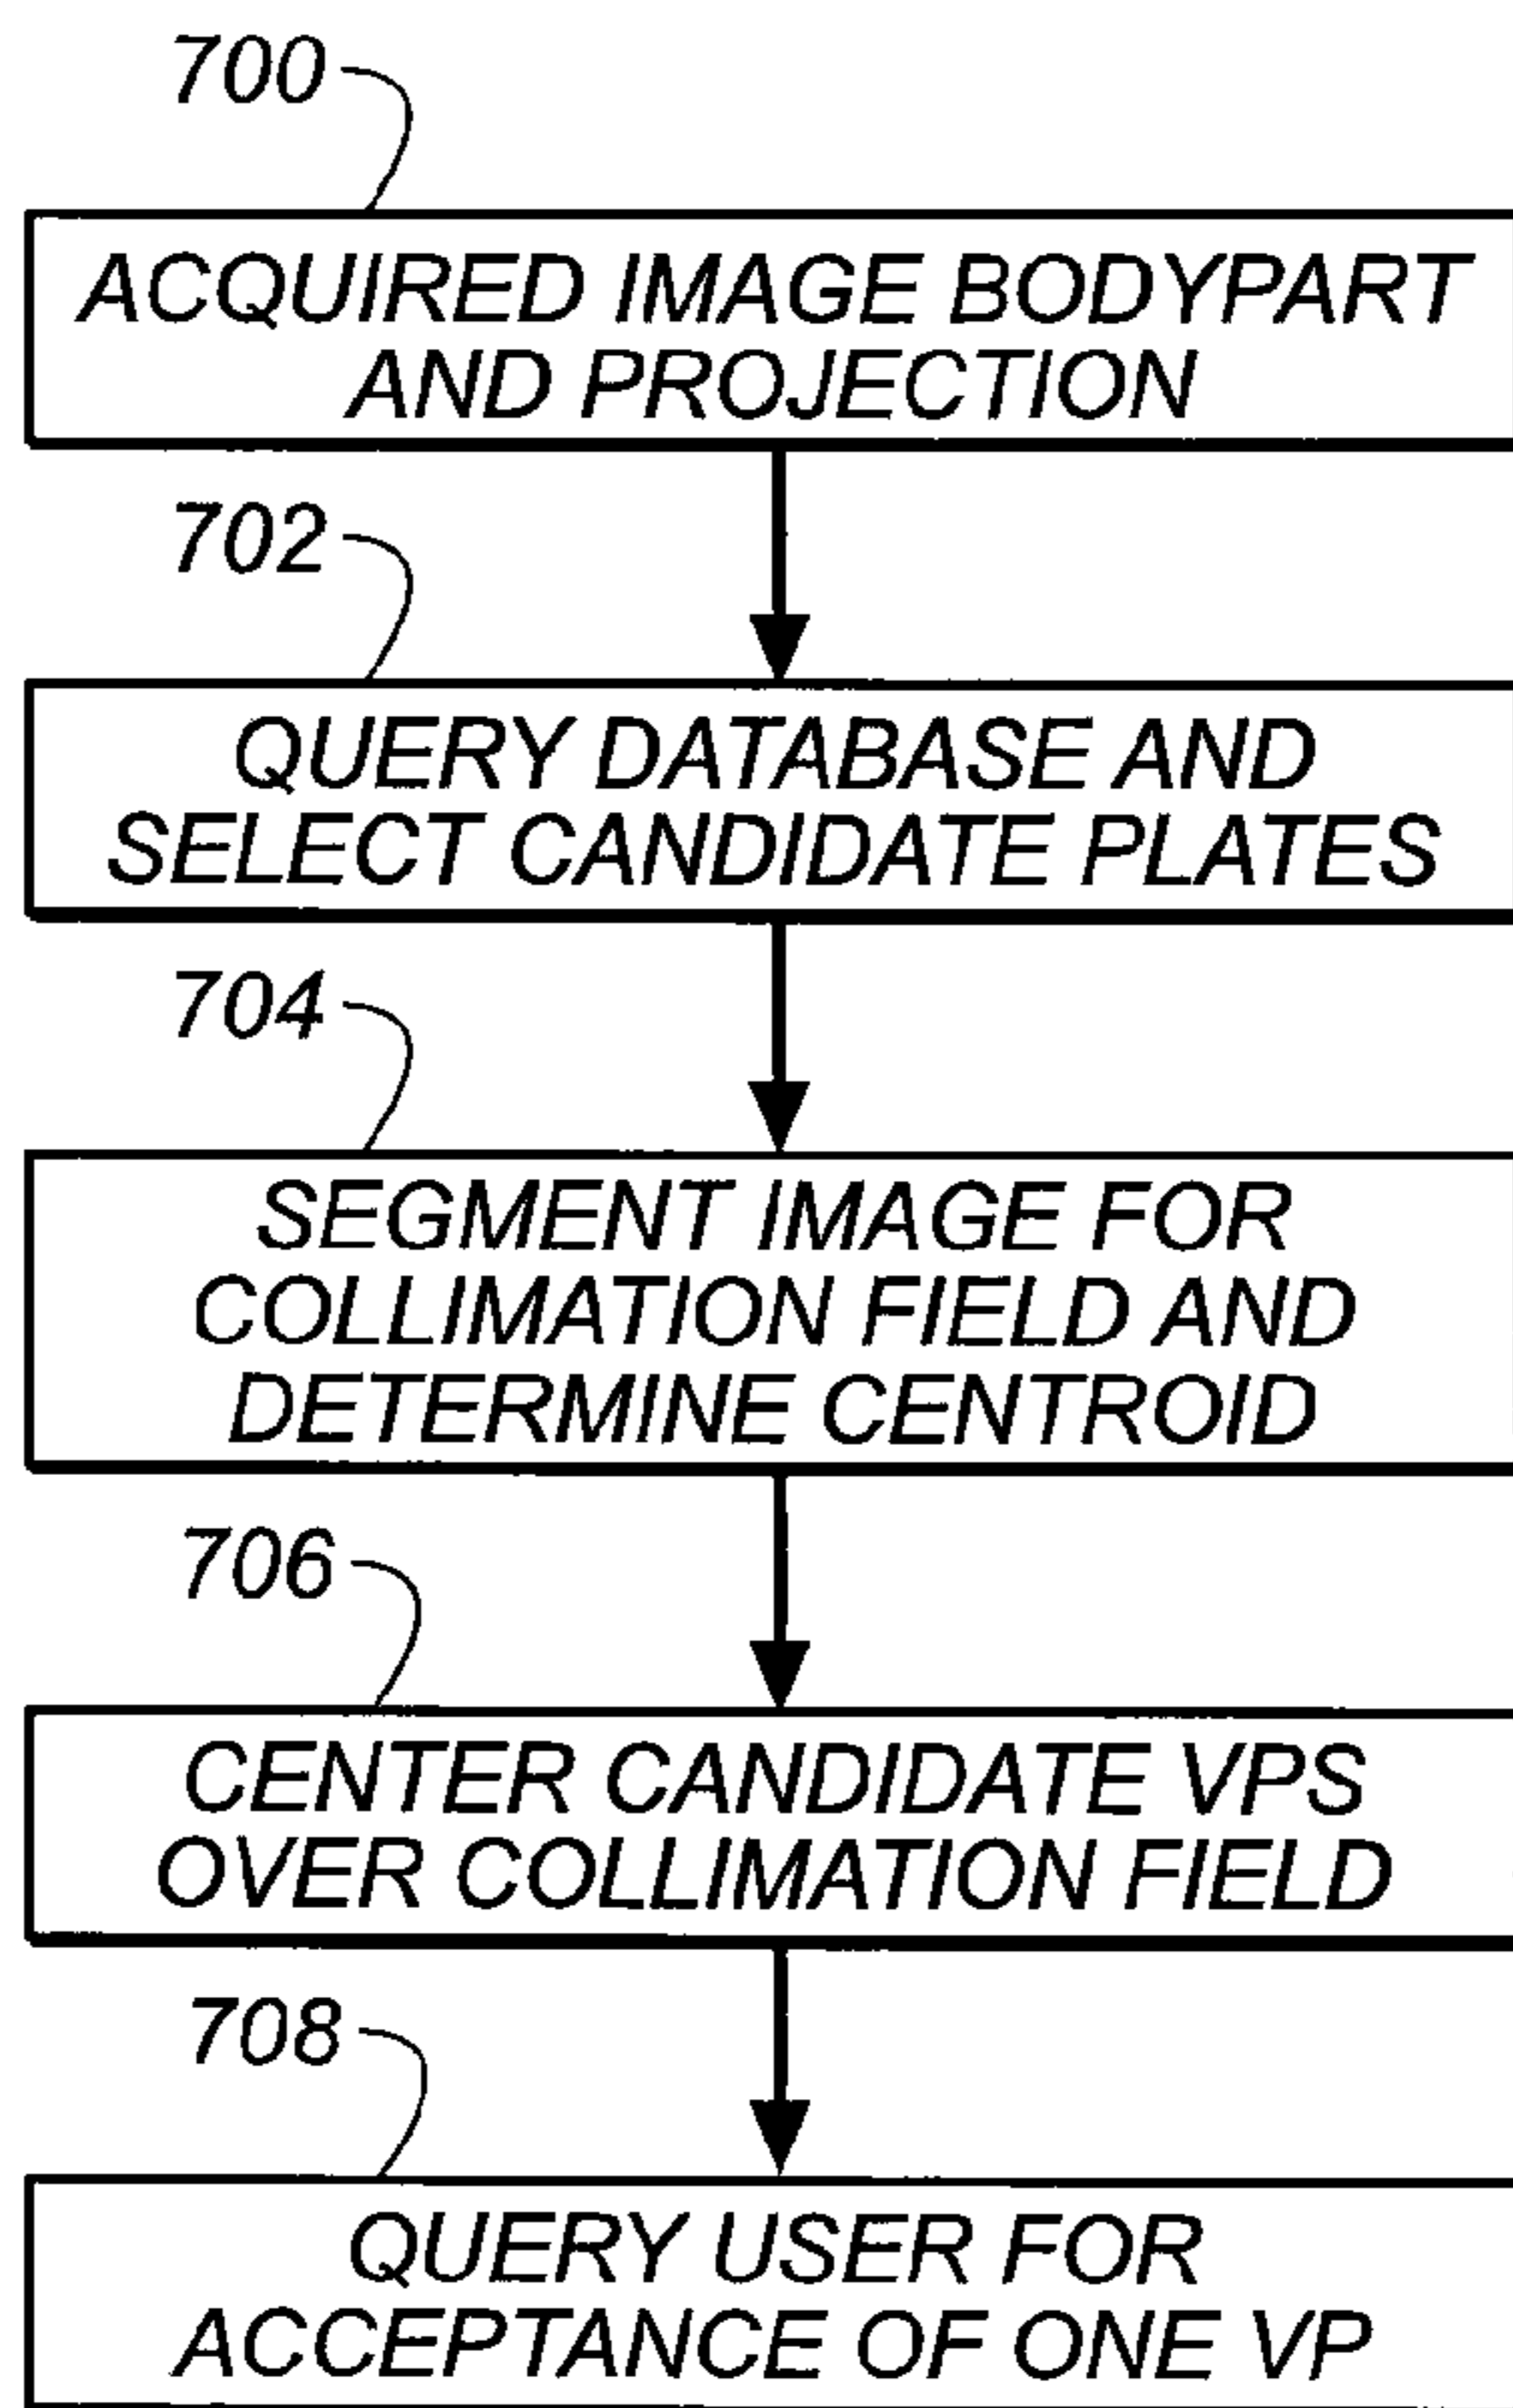 700
ACQUIRED IMAGE BODYPART
AND PROJECTION
702
QUERY DATABASE AND
SELECT CANDIDATE PLATES
704
SEGMENT IMAGE FOR
COLLIMATION FIELD AND
DETERMINE CENTROID
706
CENTER CANDIDATE VPS
OVER COLLIMATION FIELD
708
QUERY USER FOR
ACCEPTANCE OF ONE VP